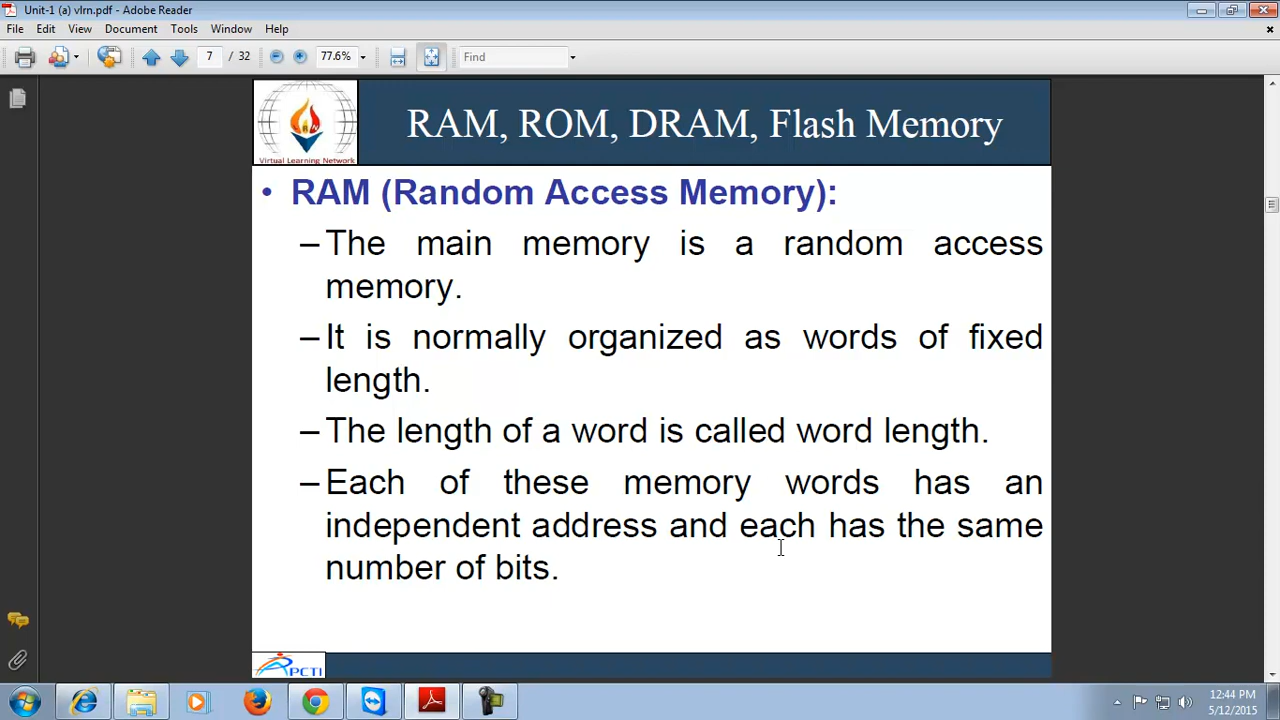 Unit-1 (a) vlrn.pdf - Adobe Reader
File Edit View Document Tools Window Help
7 / 32 77.6% Find
RAM, ROM, DRAM, Flash Memory
Virtual Learning Network
• RAM (Random Access Memory):
– The main memory is a random access
memory.
– It is normally organized as words of fixed
length.
– The length of a word is called word length.
– Each of these memory words has an
independent address and each has the same
number of bits.
PCTI
12:44 PM
5/12/2015